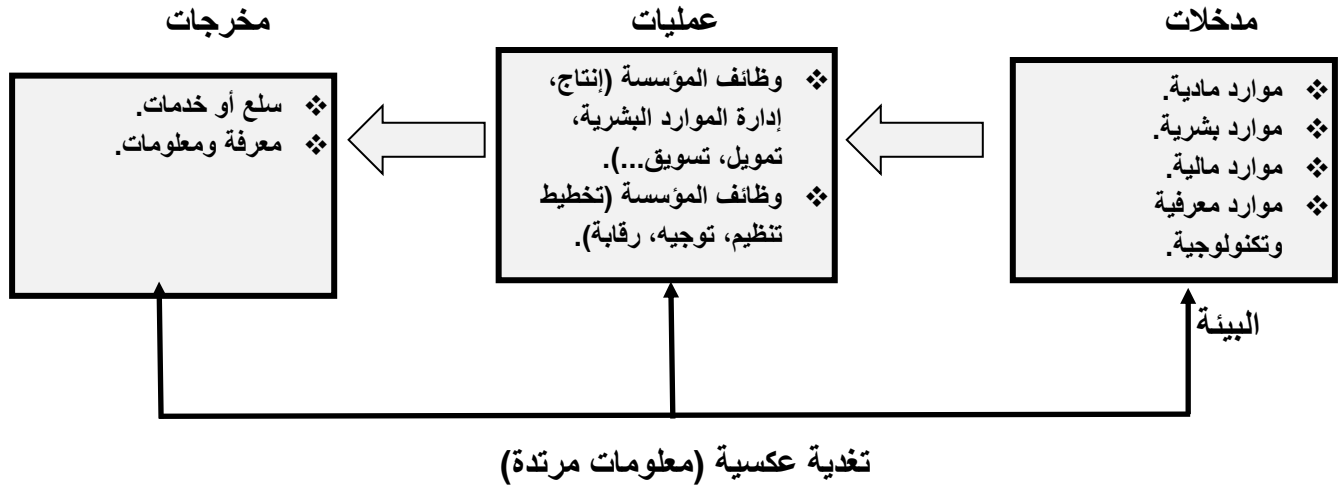 مدخلات
عمليات
مخرجات
❖ موارد مادية.
❖ موارد بشرية.
❖ موارد مالية.
❖ موارد معرفية
وتكنولوجية.
❖ وظائف المؤسسة (إنتاج،
إدارة الموارد البشرية،
تمويل، تسويق...).
❖ وظائف المؤسسة (تخطيط
تنظيم، توجيه، رقابة).
❖ سلع أو خدمات.
❖ معرفة ومعلومات.
البيئة
تغدية عكسية (معلومات مرتدة)